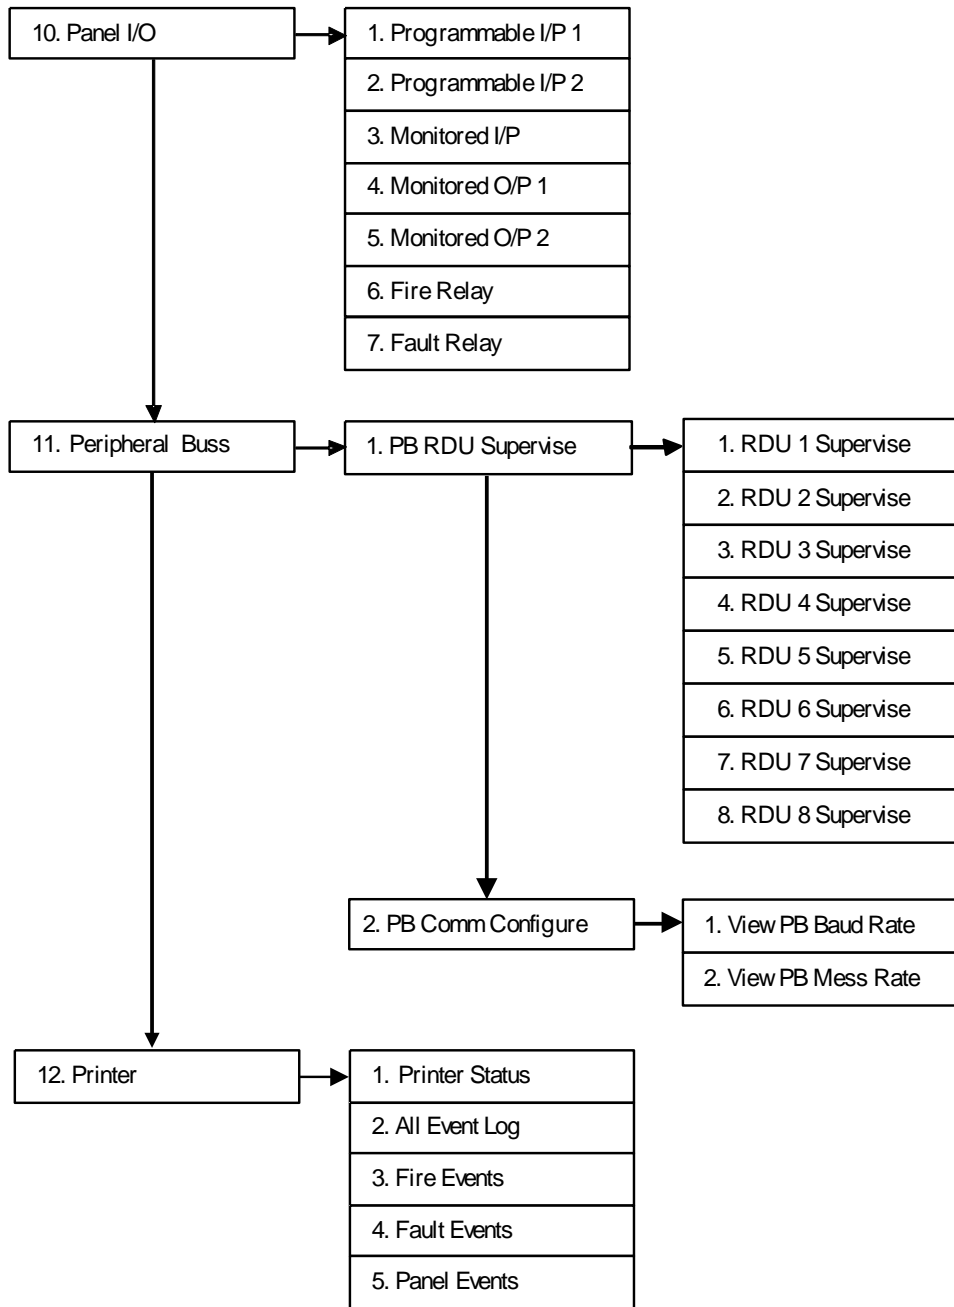 10. Panel I/O
1. Programmable I/P 1
2. Programmable I/P 2
3. Monitored I/P
4. Monitored O/P 1
5. Monitored O/P 2
6. Fire Relay
7. Fault Relay
11. Peripheral Buss
1. PB RDU Supervise
1. RDU 1 Supervise
2. RDU 2 Supervise
3. RDU 3 Supervise
4. RDU 4 Supervise
5. RDU 5 Supervise
6. RDU 6 Supervise
7. RDU 7 Supervise
8. RDU 8 Supervise
2. PB Comm Configure
1. View PB Baud Rate
2. View PB Mess Rate
12. Printer
1. Printer Status
2. All Event Log
3. Fire Events
4. Fault Events
5. Panel Events